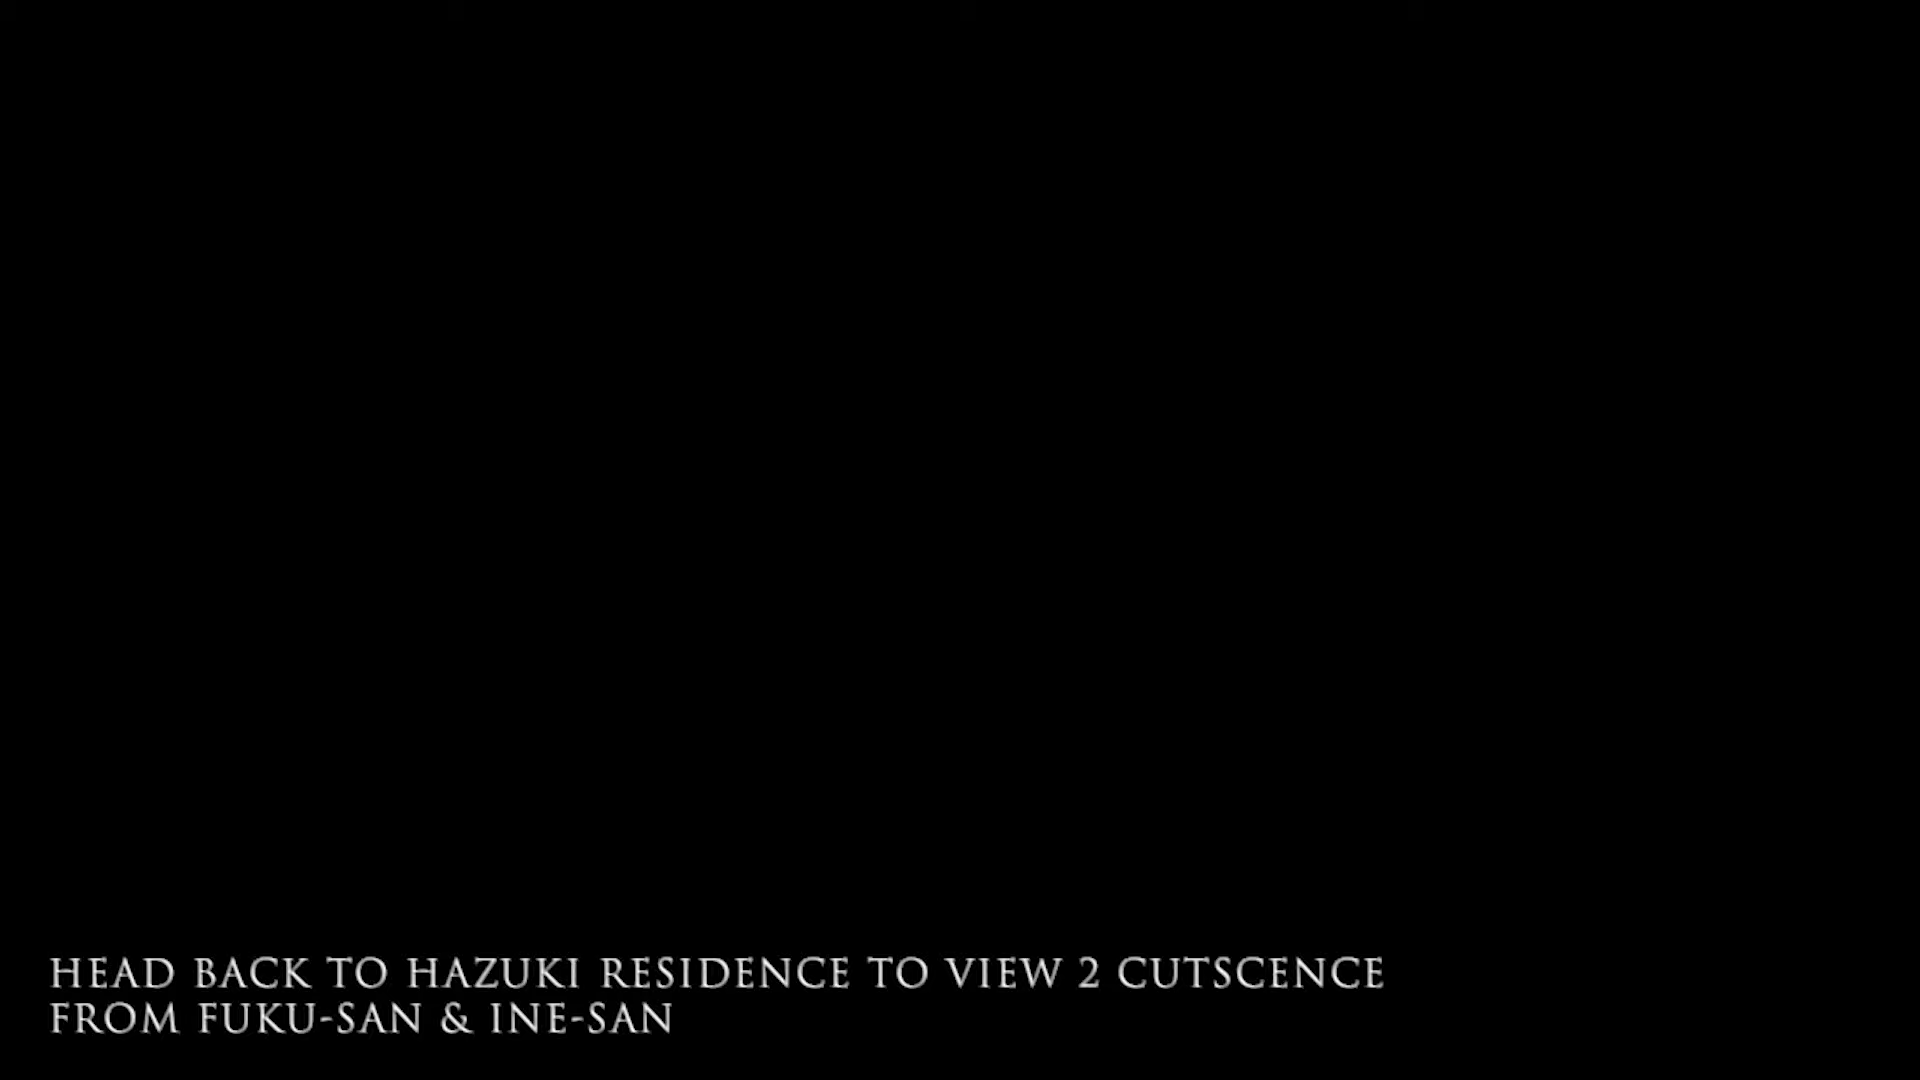 HEAD BACK TO HAZUKI RESIDENCE TO VIEW 2 CUTSCENCE
FROM FUKU-SAN & INE-SAN